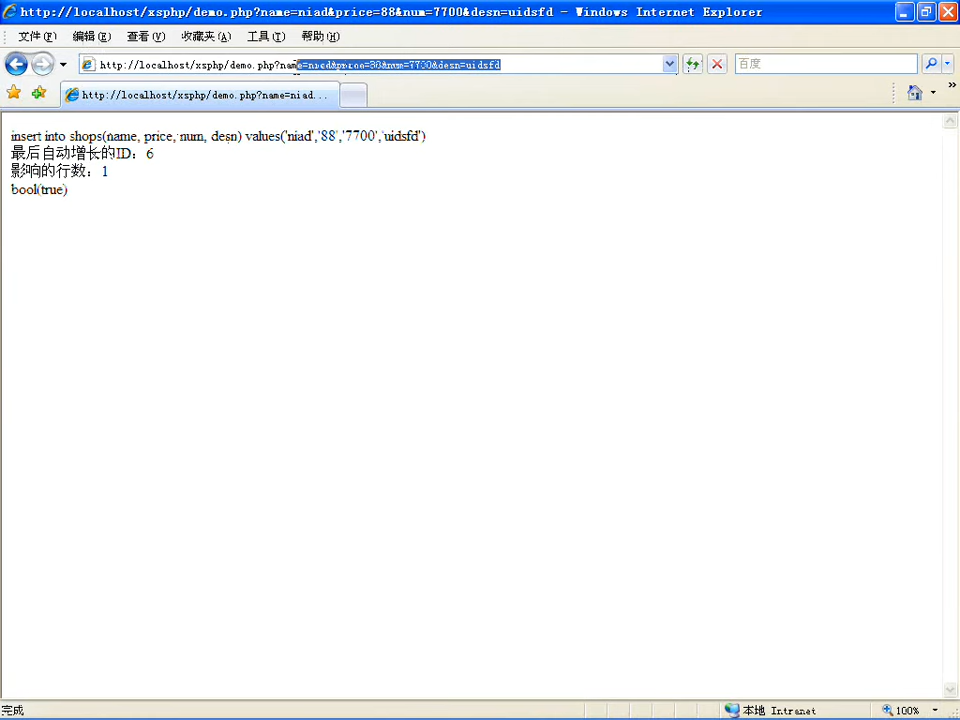 http://localhost/xsphp/demo.php?name=niad&price=88&num=7700&desn=uidsfd - Windows Internet Explorer
文件(F) 编辑(E) 查看(V) 收藏夹(A) 工具(T) 帮助(H)
http://localhost/xsphp/demo.php?name=niad&price=88&num=7700&desn=uidsfd
百度
http://localhost/xsphp/demo.php?name=niad...
insert into shops(name, price, num, desn) values('niad','88','7700','uidsfd')
最后自动增长的ID：6
影响的行数：1
bool(true)
完成
本地 Intranet
100%